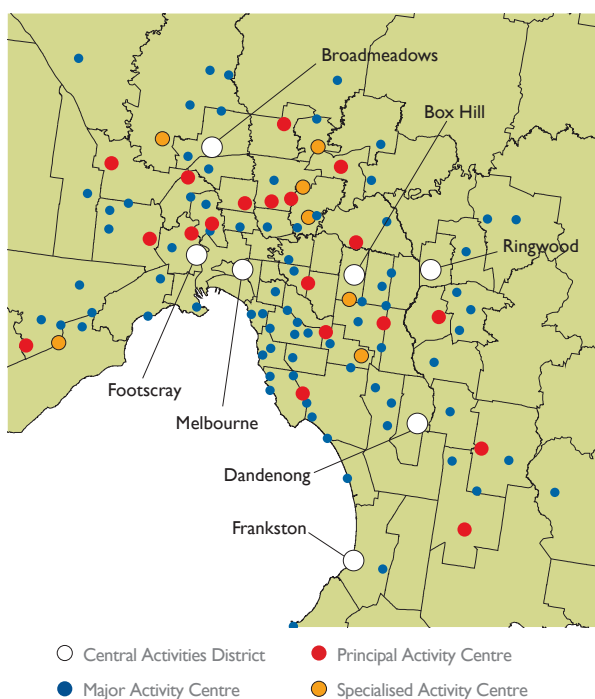 Broadmeadows
Box Hill
Ringwood
Footscray
Melbourne
Dandenong
Frankston
Central Activities District
Principal Activity Centre
Major Activity Centre
Specialised Activity Centre